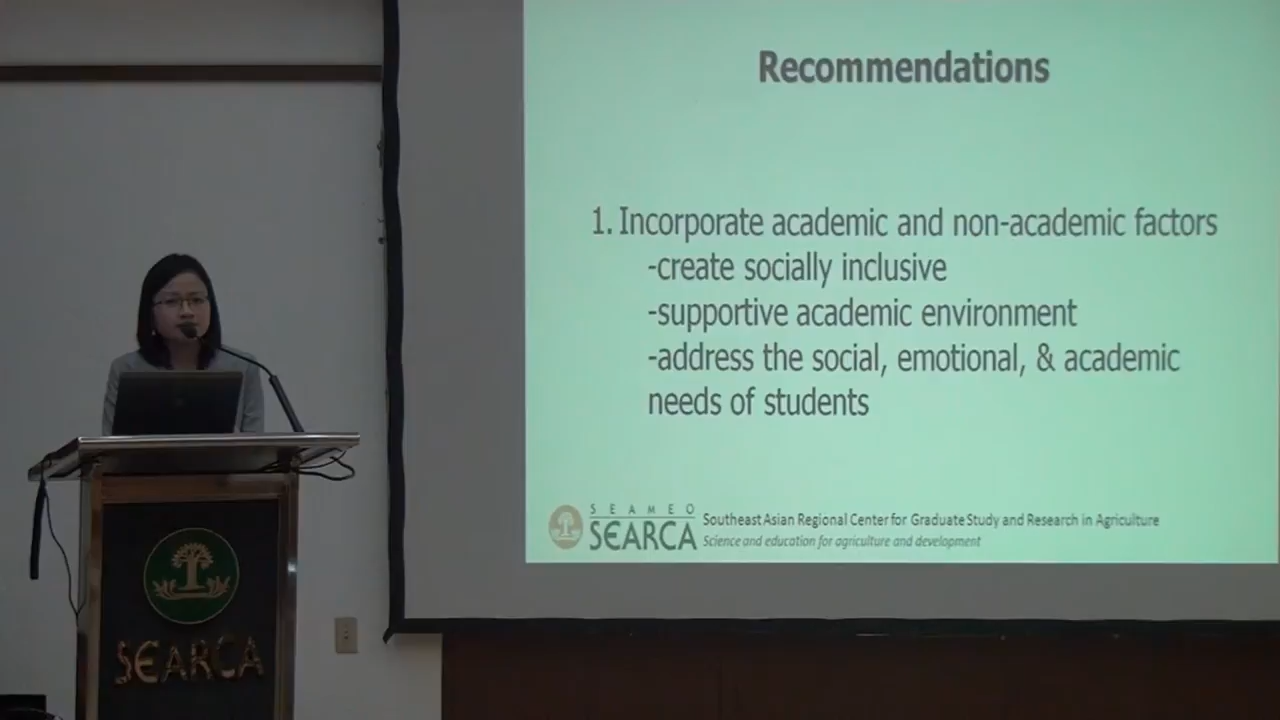 Recommendations
1. Incorporate academic and non-academic factors
-create socially inclusive
-supportive academic environment
-address the social, emotional, & academic
needs of students
SEAMEO
SEARCA
Southeast Asian Regional Center for Graduate Study and Research in Agriculture
Science and education for agriculture and development
SEARCA